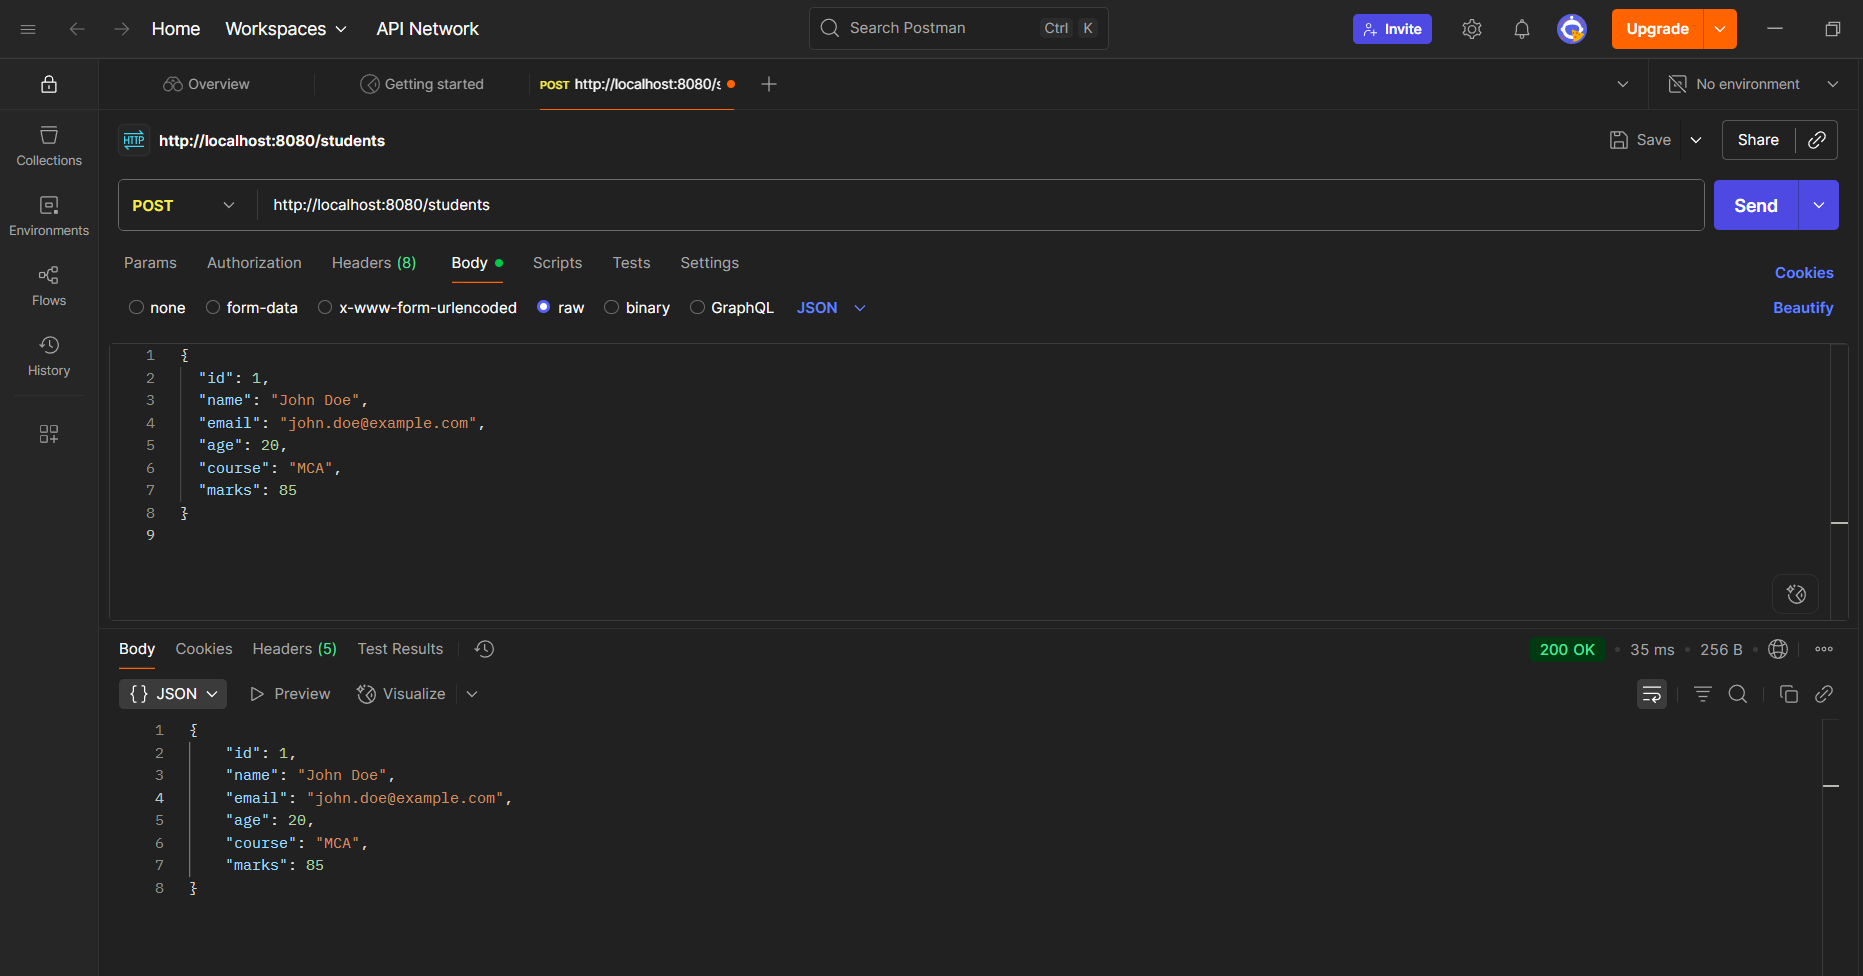 Home Workspaces API Network Search Postman Ctrl K Invite Upgrade
Overview Getting started POST http://localhost:8080/s No environment
HTTP http://localhost:8080/students Save Share
Collections
Environments
Flows
History
POST http://localhost:8080/students Send
Params Authorization Headers (8) Body Scripts Tests Settings Cookies
none form-data x-www-form-urlencoded raw binary GraphQL JSON Beautify
1 {
2 "id": 1,
3 "name": "John Doe",
4 "email": "john.doe@example.com",
5 "age": 20,
6 "course": "MCA",
7 "marks": 85
8 }
9
Body Cookies Headers (5) Test Results 200 OK • 35 ms • 256 B •
{} JSON Preview Visualize
1 {
2 "id": 1,
3 "name": "John Doe",
4 "email": "john.doe@example.com",
5 "age": 20,
6 "course": "MCA",
7 "marks": 85
8 }